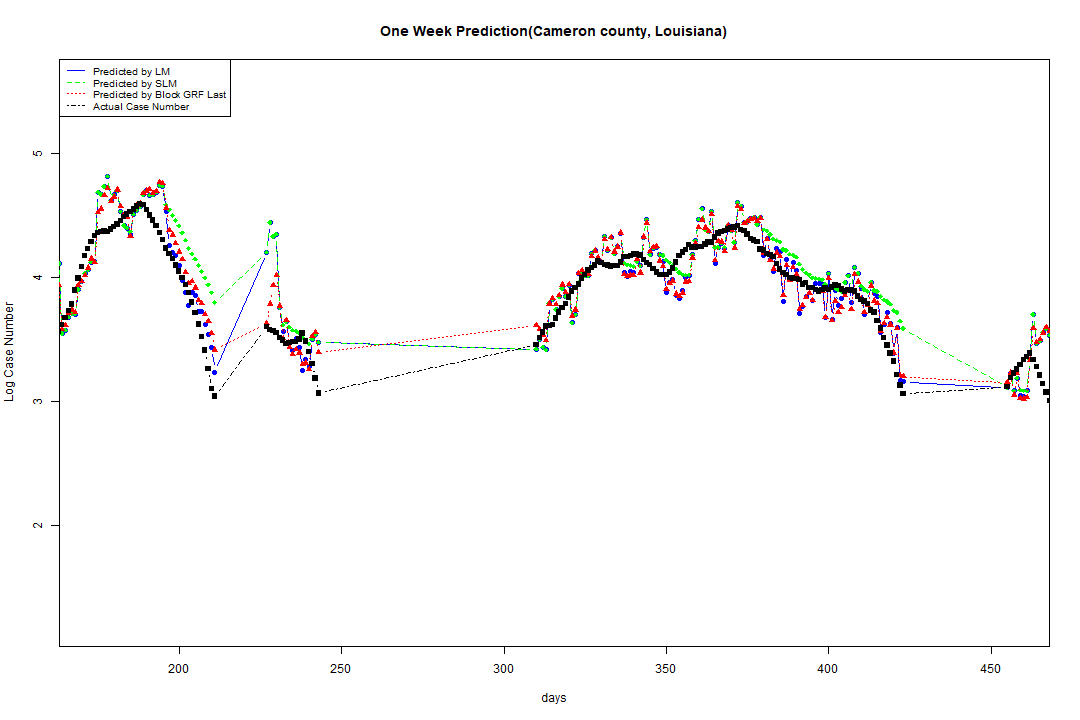 One Week Prediction(Cameron county, Louisiana)
Predicted by LM
Predicted by SLM
Predicted by Block GRF Last
Actual Case Number
5
4
3
2
Log Case Number
200 250 300 350 400 450
days